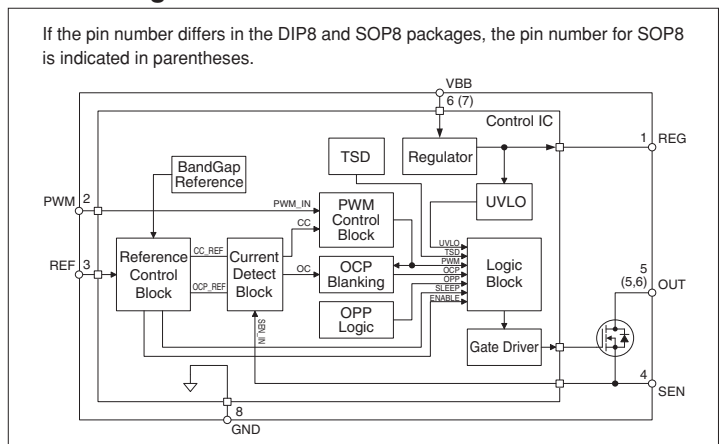 If the pin number differs in the DIP8 and SOP8 packages, the pin number for SOP8
is indicated in parentheses.
VBB
6 (7)
Control IC
1
REG
BandGap
Reference
TSD
Regulator
UVLO
PWM
2
PWM_IN
CC
PWM
Control
Block
REF
3
Reference
Control
Block
CC_REF
OCP_REF
Current
Detect
Block
OC
OCP
Blanking
OPP
Logic
UVLO
TSD
PWM
OCP
OPP
SLEEP
ENABLE
Logic
Block
5
(5,6)
OUT
SEN_IN
Gate Driver
4
SEN
8
GND